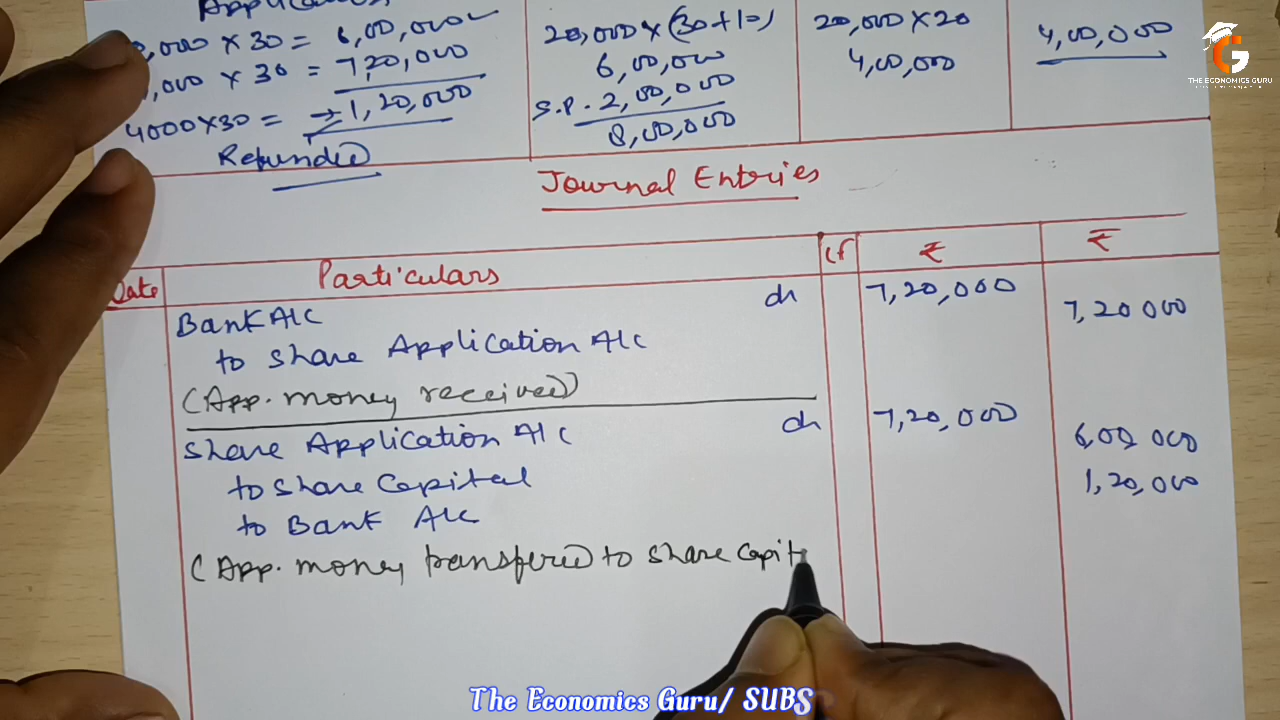 0,000 × 30 = 6,00,000
,000 × 30 = 7,20,000
4000×30 = → 1,20,000
Refunded
20,000 × (30+10)
6,00,000
S.P. 2,00,000
8,00,000
20,000 × 20
4,00,000
4,00,000
THE ECONOMICS GURU
Journal Entries
Date Particulars LF ₹ ₹
Bank A/c dr 7,20,000
to Share Application A/c 7,20 000
(App. money received)
Share Application A/c dr 7,20,000
to Share Capital 6,00 000
to Bank A/c 1,20,000
(App. money transfered to share capit
The Economics Guru/ SUBS